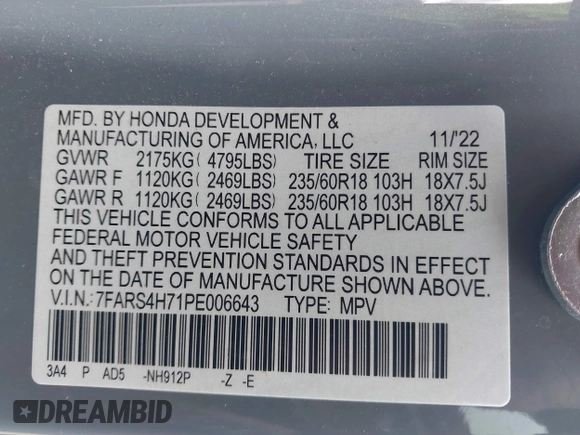 MFD. BY HONDA DEVELOPMENT &
MANUFACTURING OF AMERICA, LLC 11/'22
GVWR 2175KG( 4795LBS) TIRE SIZE RIM SIZE
GAWR F 1120KG( 2469LBS) 235/60R18 103H 18X7.5J
GAWR R 1120KG( 2469LBS) 235/60R18 103H 18X7.5J
THIS VEHICLE CONFORMS TO ALL APPLICABLE
FEDERAL MOTOR VEHICLE SAFETY
AND THEFT PREVENTION STANDARDS IN EFFECT
ON THE DATE OF MANUFACTURE SHOWN ABOVE.
V.I.N.:7FARS4H71PE006643 TYPE: MPV
3A4 P AD5 -NH912P -Z -E
DREAMBID